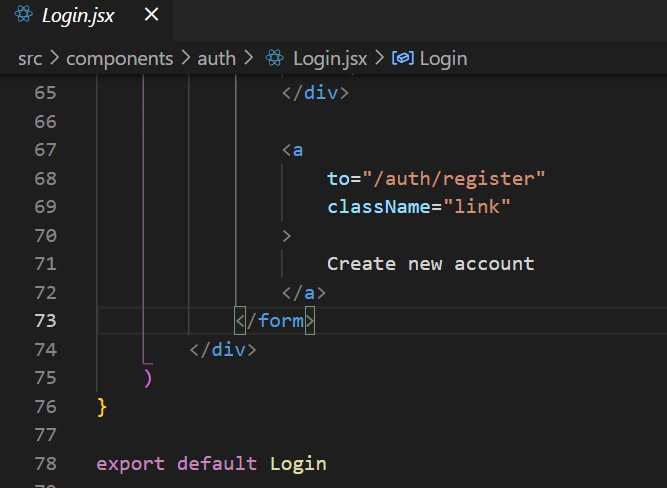 Login.jsx ×
src > components > auth > Login.jsx > Login
65 </div>
66
67 <a
68 to="/auth/register"
69 className="link"
70 >
71 Create new account
72 </a>
73 </form>
74 </div>
75 )
76 }
77
78 export default Login